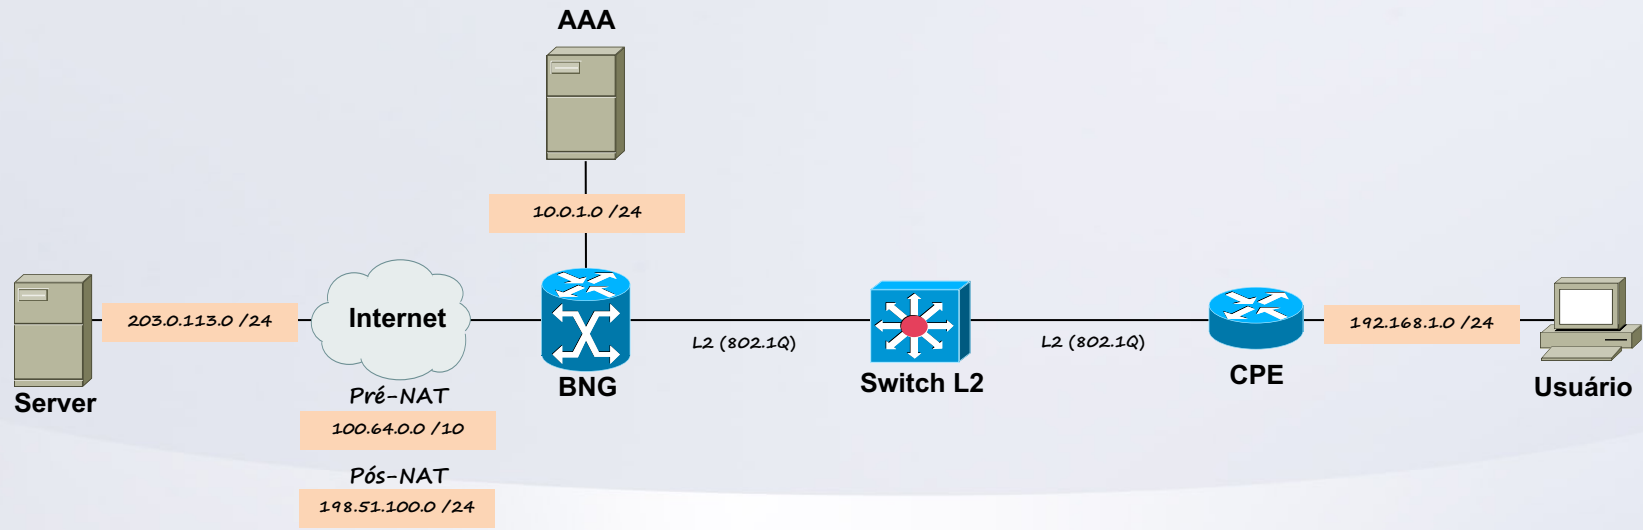 AAA
10.0.1.0 /24
203.0.113.0 /24
Internet
L2 (802.1Q)
L2 (802.1Q)
192.168.1.0 /24
Server
BNG
Switch L2
CPE
Usuário
Pré-NAT
100.64.0.0 /10
Pós-NAT
198.51.100.0 /24